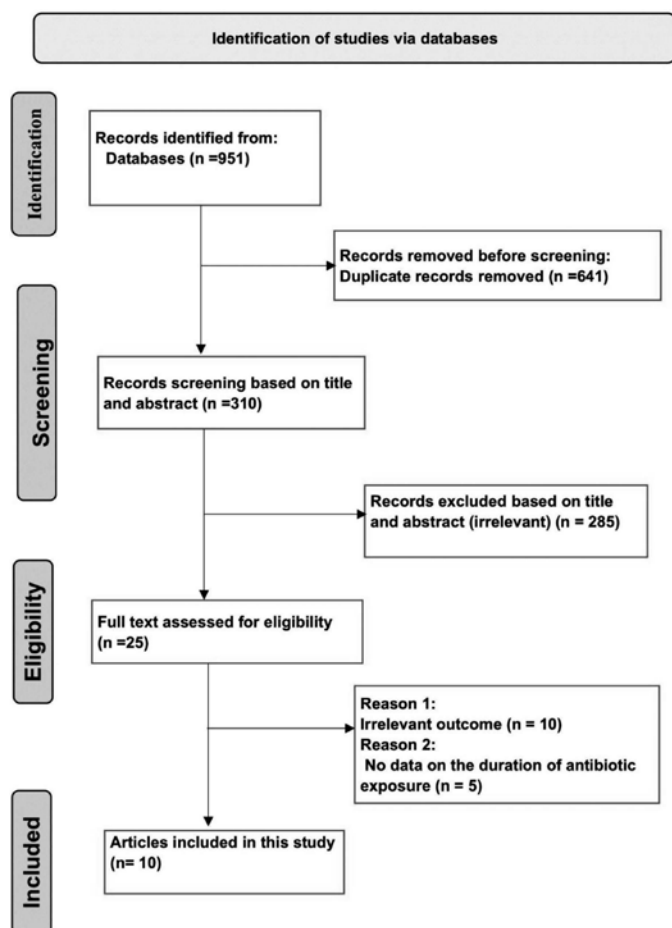 Identification of studies via databases
Identification
Records identified from:
Databases (n =951)
Records removed before screening:
Duplicate records removed (n =641)
Screening
Records screening based on title
and abstract (n =310)
Records excluded based on title
and abstract (irrelevant) (n = 285)
Eligibility
Full text assessed for eligibility
(n =25)
Reason 1:
Irrelevant outcome (n = 10)
Reason 2:
No data on the duration of antibiotic
exposure (n = 5)
Included
Articles included in this study
(n= 10)